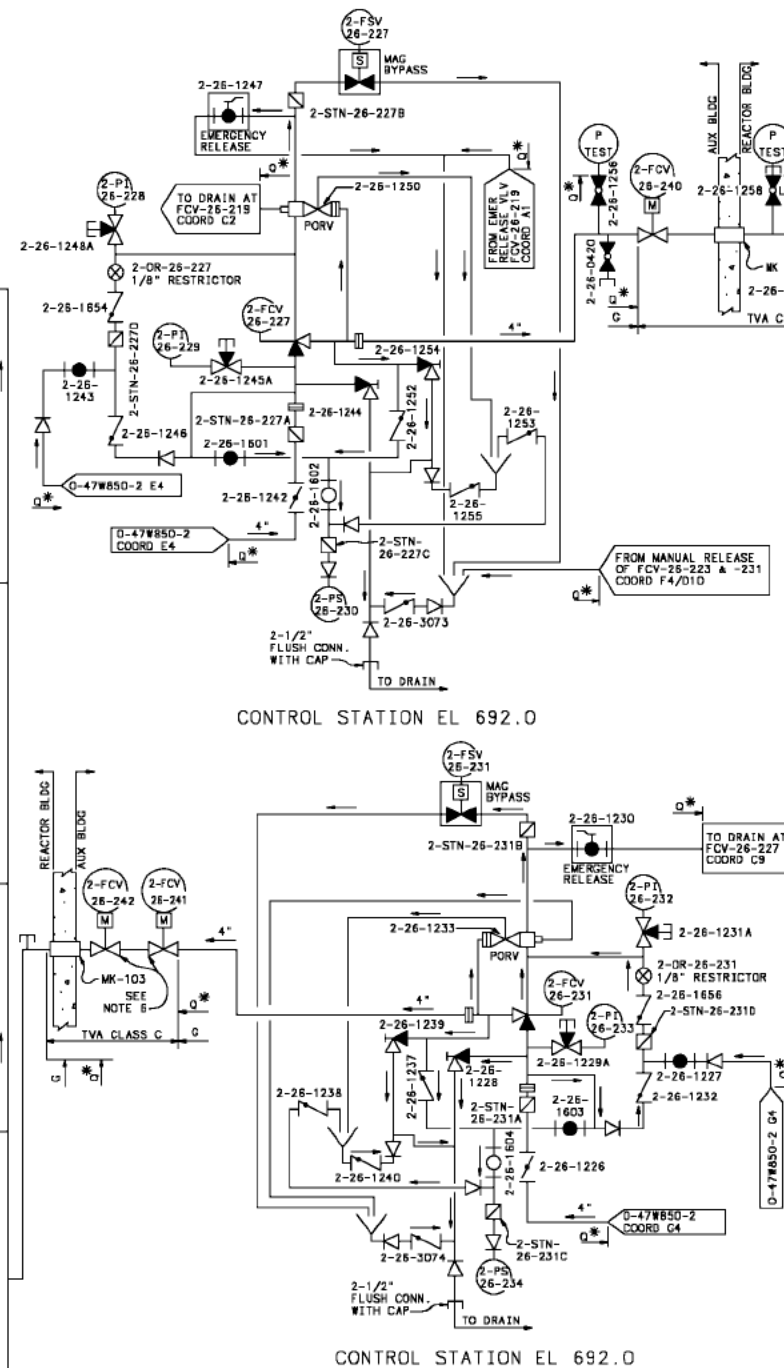 2-FSV
26-227
S
MAG
BYPASS
2-26-1247
2-STN-26-227B
EMERGENCY
RELEASE
Q*
TO DRAIN AT
FCV-26-219
COORD C2
2-26-1250
PORV
Q*
FROM EMER
RELEASE VLV
FCV-26-219
COORD A1
AUX BLDG
REACTOR BLDG
P
TEST
P
TEST
2-26-1256
2-FCV
26-240
M
2-26-1258
L
Q*
2-PI
26-228
2-26-1248A
2-OR-26-227
1/8" RESTRICTOR
2-26-0420
MK
2-26-
TVA C
Q*
G
2-26-1654
2-FCV
26-227
4"
2-PI
26-229
2-STN-26-227D
2-26-1245A
2-26-1254
2-26-
1243
2-STN-26-227A
2-26-1244
2-26-1252
2-26-
1253
2-26-1246
2-26-1601
2-26-1602
0-47W850-2 E4
Q*
2-26-1242
2-26-
1255
0-47W850-2
COORD E4
4"
Q*
2-STN-
26-227C
2-PS
26-230
FROM MANUAL RELEASE
OF FCV-26-223 & -231
COORD F4/D10
Q*
2-26-3073
2-1/2"
FLUSH CONN.
WITH CAP
TO DRAIN
CONTROL STATION EL 692.0
2-FSV
26-231
S
MAG
BYPASS
REACTOR BLDG
AUX BLDG
2-STN-26-231B
2-26-1230
EMERGENCY
RELEASE
Q*
TO DRAIN AT
FCV-26-227
COORD C9
2-FCV
26-242
M
2-FCV
26-241
M
2-26-1233
PORV
2-PI
26-232
2-26-1231A
4"
MK-103
SEE
NOTE 6
2-OR-26-231
1/8" RESTRICTOR
2-26-1656
2-STN-26-231D
TVA CLASS C
Q*
G
G
Q*
4"
2-FCV
26-231
2-PI
26-233
2-26-1239
2-26-1237
2-26-
1228
2-26-1229A
2-26-1227
2-26-1232
Q*
2-26-1238
2-STN-
26-231A
2-26-
1603
2-26-1604
2-26-1240
2-26-1226
0-47W850-2 G4
4"
0-47W850-2
COORD G4
Q*
2-26-3074
2-STN-
26-231C
2-PS
26-234
2-1/2"
FLUSH CONN.
WITH CAP
TO DRAIN
CONTROL STATION EL 692.0